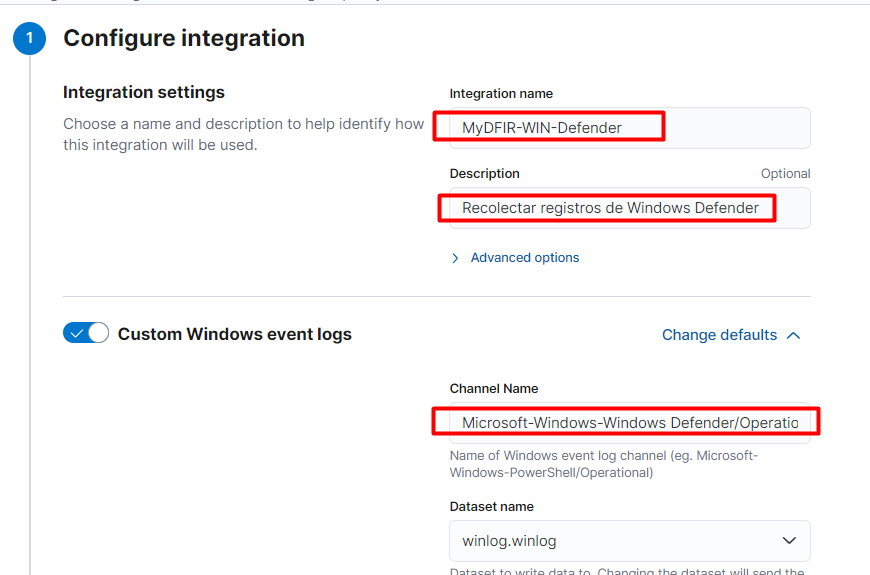 1
Configure integration
Integration settings
Choose a name and description to help identify how
this integration will be used.
Integration name
MyDFIR-WIN-Defender
Description
Optional
Recolectar registros de Windows Defender
Advanced options
Custom Windows event logs
Change defaults
Channel Name
Microsoft-Windows-Windows Defender/Operatio
Name of Windows event log channel (eg. Microsoft-
Windows-PowerShell/Operational)
Dataset name
winlog.winlog
Dataset to write data to. Changing the dataset will send the